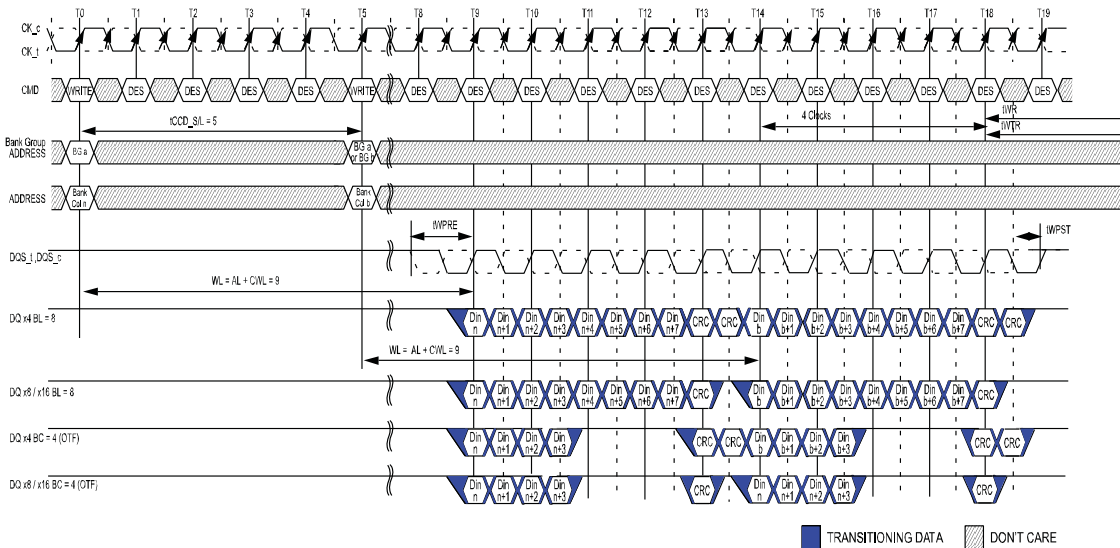 T0 T1 T2 T3 T4 T5 T8 T9 T10 T11 T12 T13 T14 T15 T16 T17 T18 T19
CK_c
CK_t
CMD WRITE DES DES DES DES WRITE DES DES DES DES DES DES DES DES DES DES DES DES
tCCD_S/L = 5 4 Clocks tWR
tWTR
Bank Group
ADDRESS BG a BG a
or BG b
ADDRESS Bank
Col n Bank
Col b
tWPRE tWPST
DQS_t ,DQS_c
WL = AL + CWL = 9
DQ x4 BL = 8 Din
n Din
n+1 Din
n+2 Din
n+3 Din
n+4 Din
n+5 Din
n+6 Din
n+7 CRC CRC Din
b Din
b+1 Din
b+2 Din
b+3 Din
b+4 Din
b+5 Din
b+6 Din
b+7 CRC CRC
WL = AL + CWL = 9
DQ x8 / x16 BL = 8 Din
n Din
n+1 Din
n+2 Din
n+3 Din
n+4 Din
n+5 Din
n+6 Din
n+7 CRC Din
b Din
b+1 Din
b+2 Din
b+3 Din
b+4 Din
b+5 Din
b+6 Din
b+7 CRC
DQ x4 BC = 4 (OTF) Din
n Din
n+1 Din
n+2 Din
n+3 CRC CRC Din
b Din
b+1 Din
b+2 Din
b+3 CRC CRC
DQ x8 / x16 BC = 4 (OTF) Din
n Din
n+1 Din
n+2 Din
n+3 CRC Din
b Din
b+1 Din
b+2 Din
b+3 CRC
TRANSITIONING DATA DON'T CARE